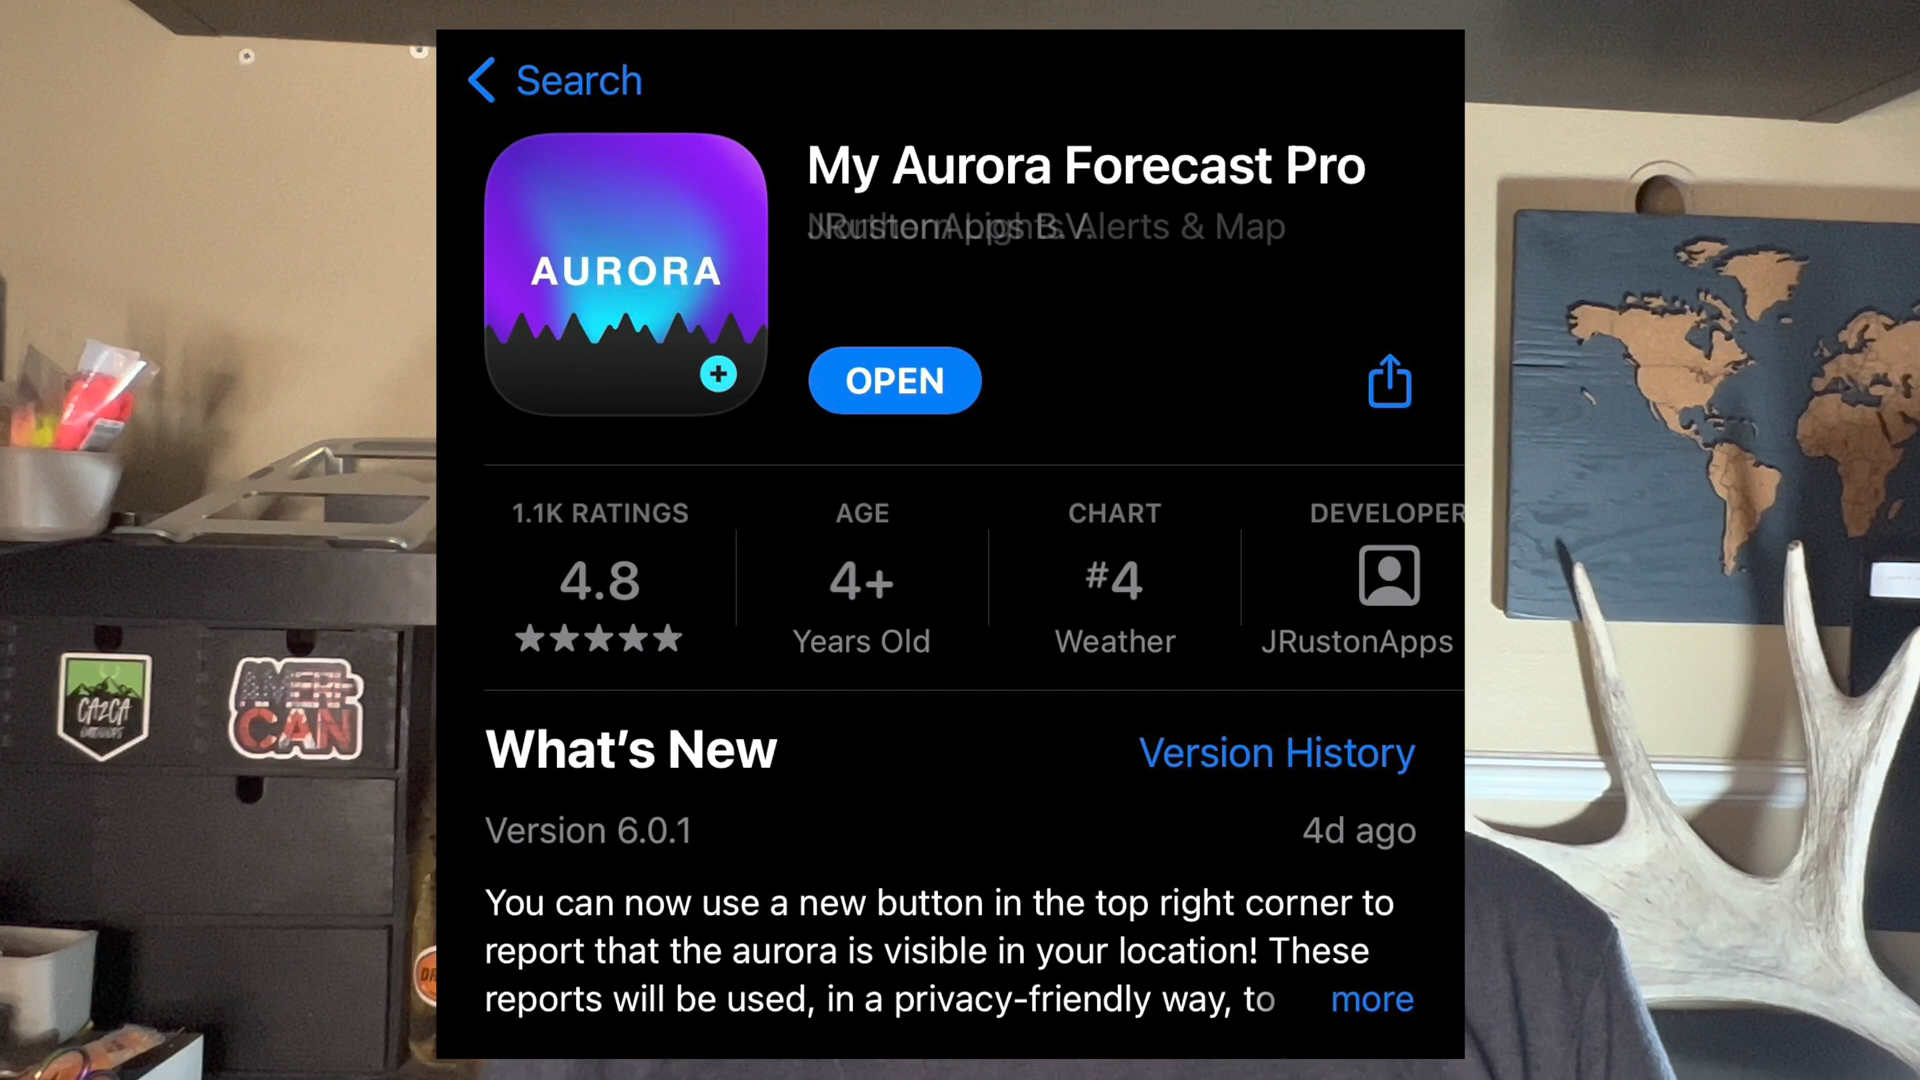 Search
My Aurora Forecast Pro
AURORA
OPEN
1.1K RATINGS
AGE
CHART
DEVELOPER
4.8
4+
#4
Years Old
Weather
JRustonApps
What's New
Version History
Version 6.0.1
4d ago
You can now use a new button in the top right corner to
report that the aurora is visible in your location! These
reports will be used, in a privacy-friendly way, to
more
CA2CA
AMERI-
CAN